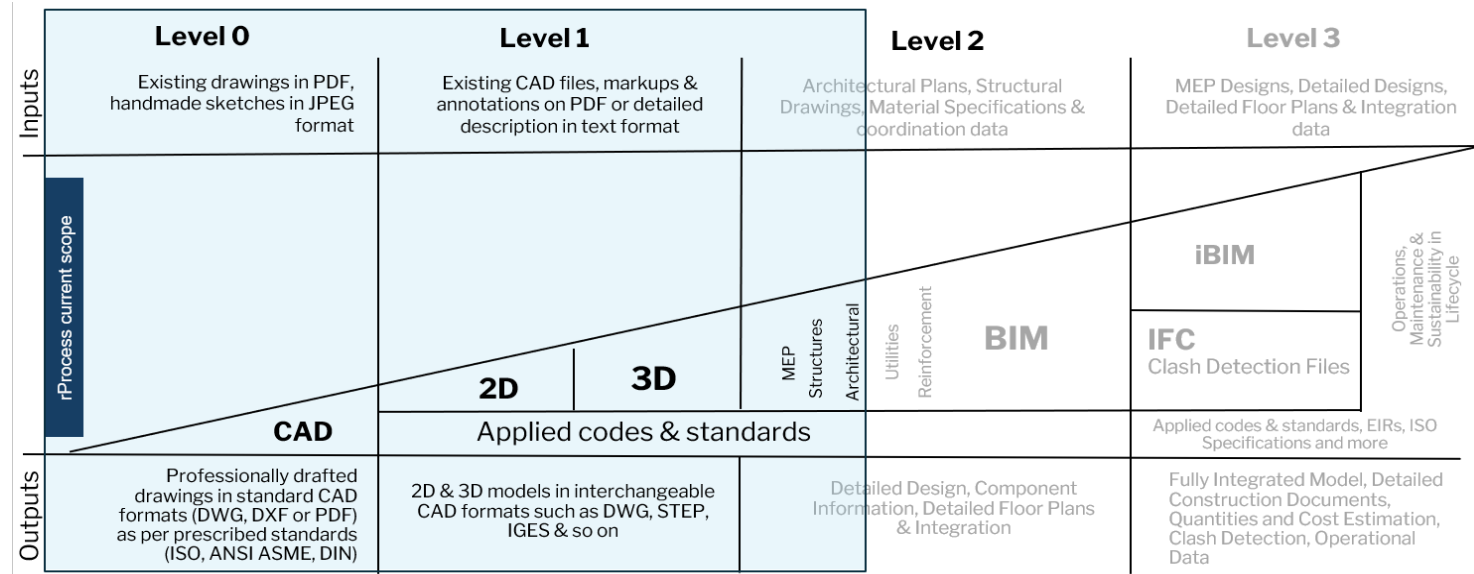 Level 0
Level 1
Level 2
Level 3
Inputs
Existing drawings in PDF,
handmade sketches in JPEG
format
Existing CAD files, markups &
annotations on PDF or detailed
description in text format
Architectural Plans, Structural
Drawings, Material Specifications &
coordination data
MEP Designs, Detailed Designs,
Detailed Floor Plans & Integration
data
rProcess current scope
CAD
2D
3D
Applied codes & standards
MEP
Structures
Architectural
Utilities
Reinforcement
BIM
iBIM
IFC
Clash Detection Files
Operations,
Maintenance &
Sustainability in
Lifecycle
Applied codes & standards, EIRs, ISO
Specifications and more
Outputs
Professionally drafted
drawings in standard CAD
formats (DWG, DXF or PDF)
as per prescribed standards
(ISO, ANSI ASME, DIN)
2D & 3D models in interchangeable
CAD formats such as DWG, STEP,
IGES & so on
Detailed Design, Component
Information, Detailed Floor Plans
& Integration
Fully Integrated Model, Detailed
Construction Documents,
Quantities and Cost Estimation,
Clash Detection, Operational
Data